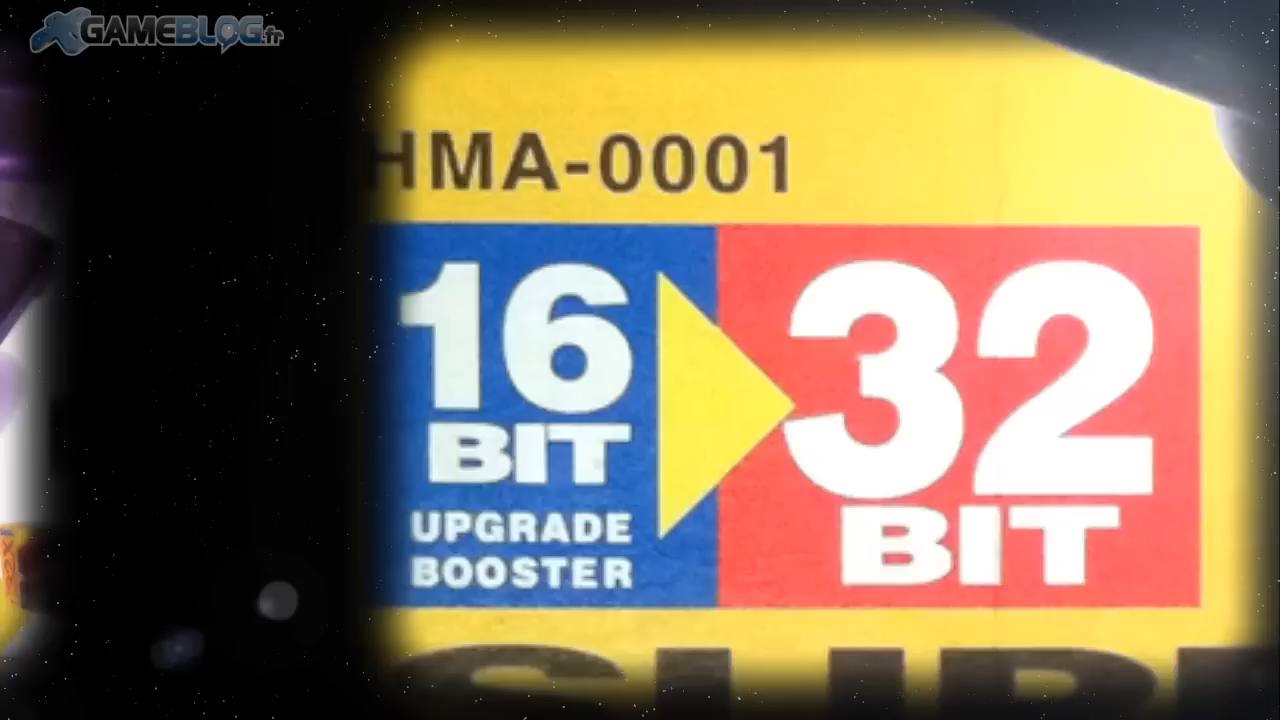 GAMEBLOG.fr
HMA-0001
16
BIT
UPGRADE
BOOSTER
32
BIT